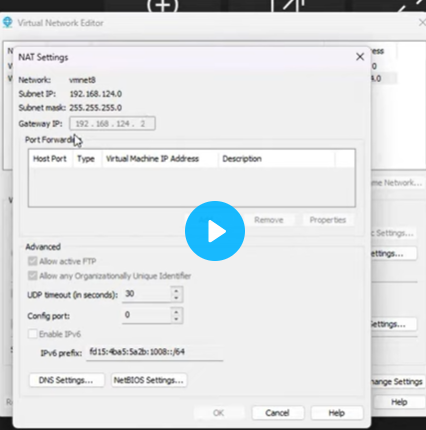 Virtual Network Editor
NAT Settings
Network: vmnet8
Subnet IP: 192.168.124.0
Subnet mask: 255.255.255.0
Gateway IP: 192 . 168 . 124 . 2
Port Forwarding
Host Port Type Virtual Machine IP Address Description
Remove Properties
Advanced
Allow active FTP
Allow any Organizationally Unique Identifier
UDP timeout (in seconds): 30
Config port: 0
Enable IPv6
IPv6 prefix: fd15:4ba5:5a2b:1008::/64
DNS Settings... NetBIOS Settings...
OK Cancel Help
ess
.0
4.0
me Network...
c Settings...
ettings...
ettings...
hange Settings
Help